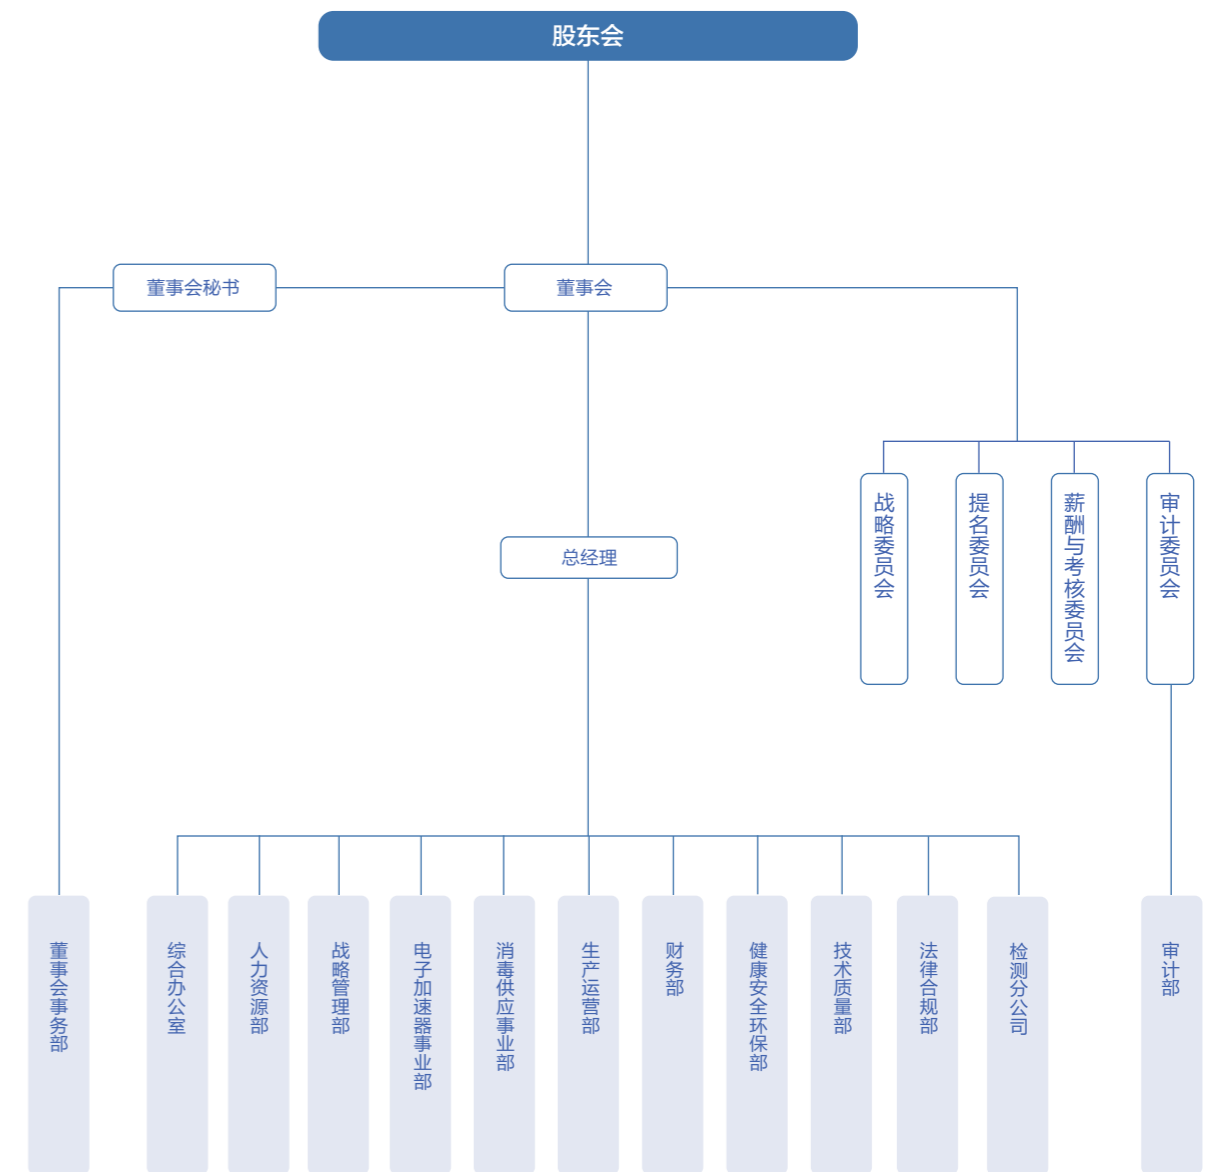 股东会
董事会秘书
董事会
总经理
战略委员会
提名委员会
薪酬与考核委员会
审计委员会
董事会事务部
综合办公室
人力资源部
战略管理部
电子加速器事业部
消毒供应事业部
生产运营部
财务部
健康安全环保部
技术质量部
法律合规部
检测分公司
审计部